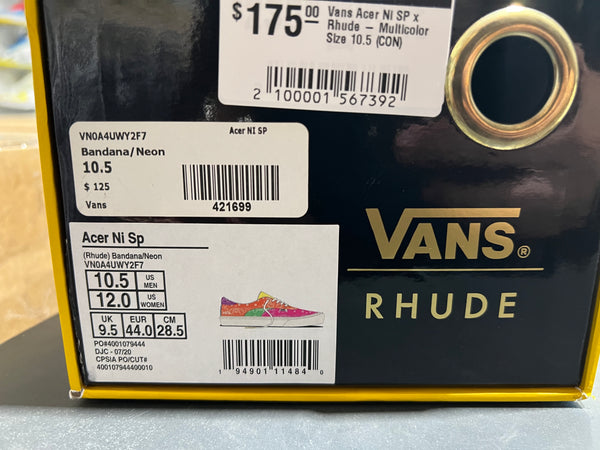 $175.00 Vans Acer Ni SP x
Rhude – Multicolor
Size 10.5 (CON)
2 100001 567392
VN0A4UWY2F7 Acer NI SP
Bandana/Neon
10.5
$ 125
Vans
421699
Acer Ni Sp
(Rhude) Bandana/Neon
VN0A4UWY2F7
10.5 US MEN
12.0 US WOMEN
UK EUR CM
9.5 44.0 28.5
PO#4001079444
DJC - 07/20
CPSIA PO/CUT#
400107944400010
1 94901 11484 0
VANS®
RHUDE